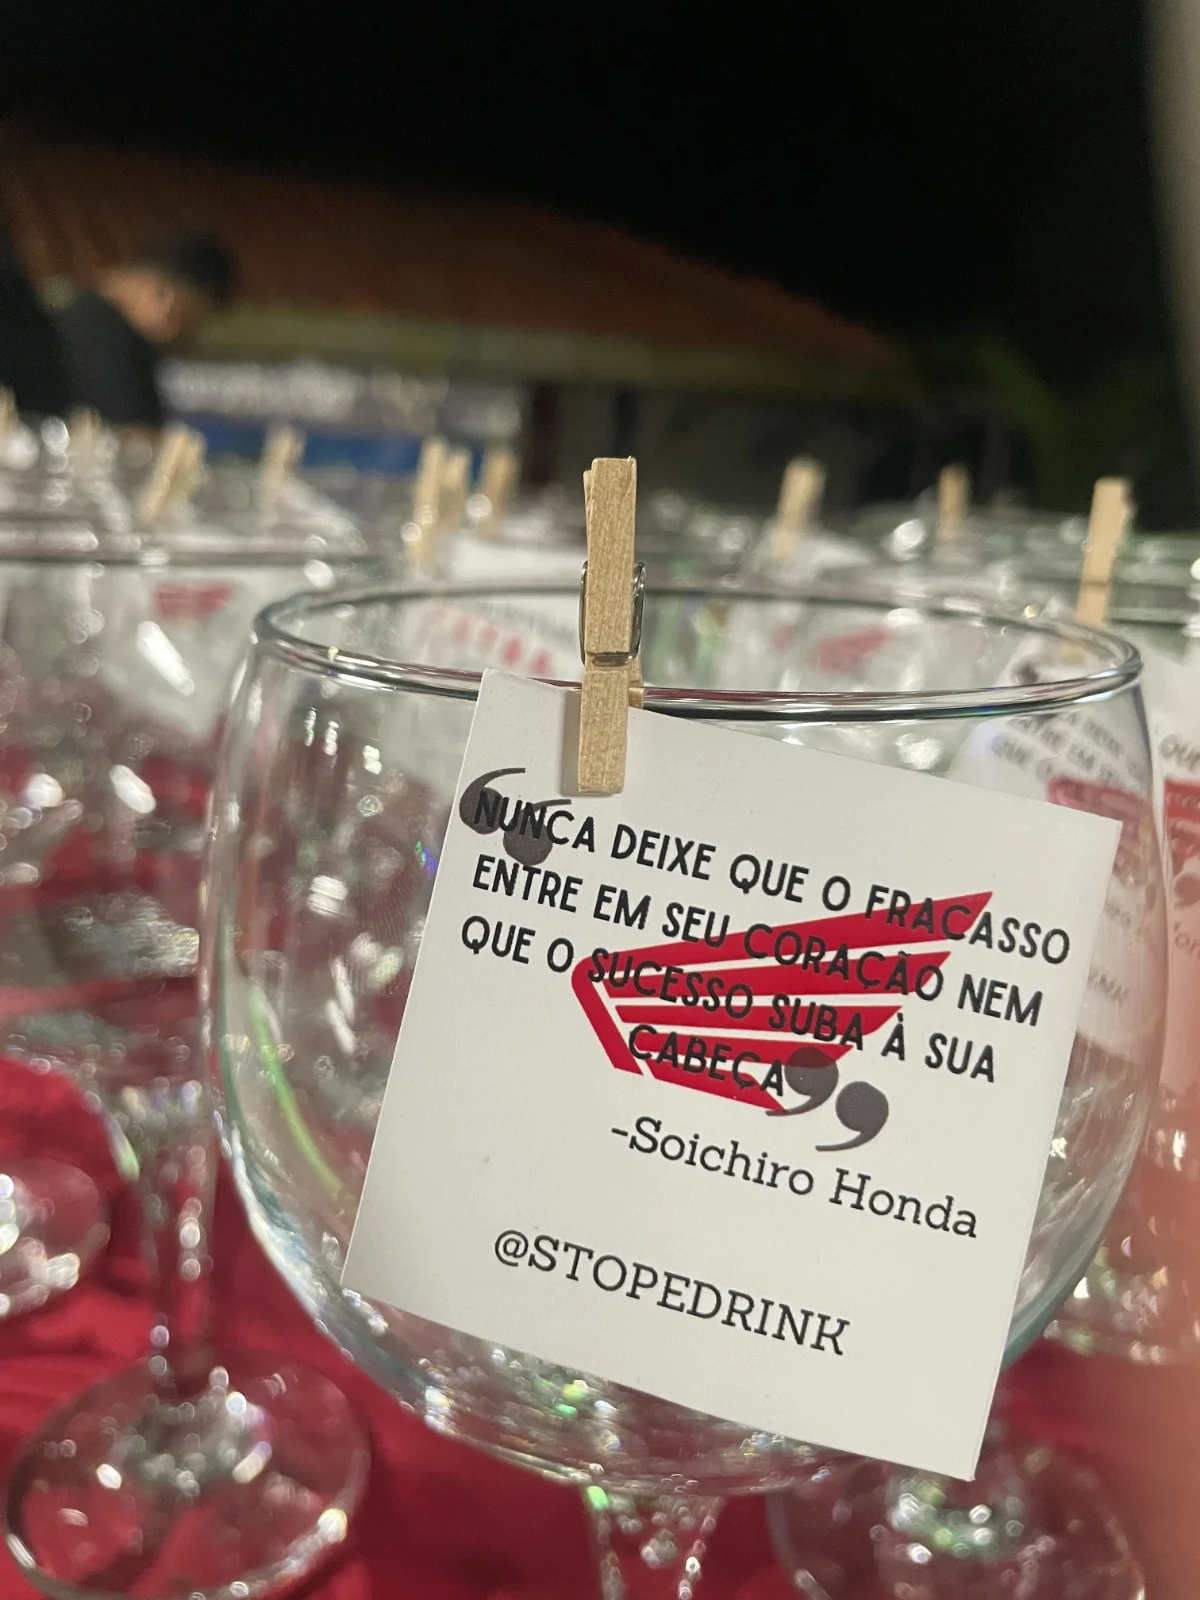 “NUNCA DEIXE QUE O FRACASSO
ENTRE EM SEU CORAÇÃO NEM
QUE O SUCESSO SUBA À SUA
CABEÇA”
-Soichiro Honda
@STOPEDRINK